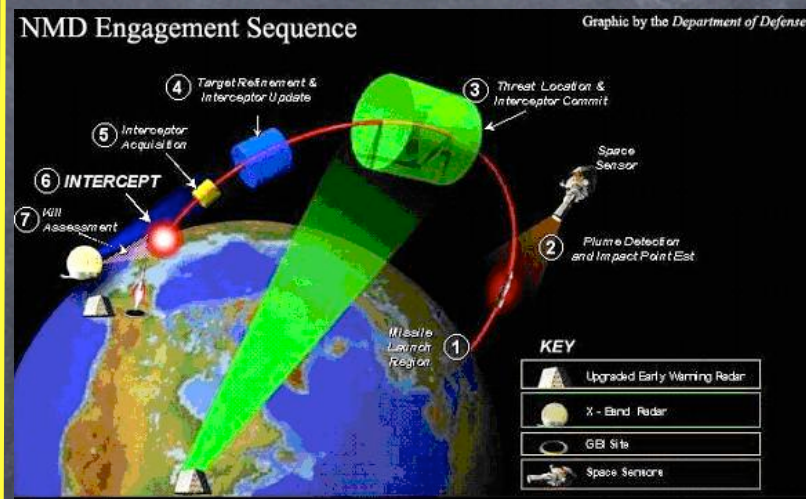 NMD Engagement Sequence
Graphic by the Department of Defense
4
Target Refinement &
Interceptor Update
3
Threat Location &
Interceptor Commit
5
Interceptor
Acquisition
Space
Sensor
6 INTERCEPT
7 Kill
Assessment
2
Plume Detection
and Impact Point Est
Missile
Launch
Region
1
KEY
Upgraded Early Warning Radar
X - Band Radar
GBI Site
Space Sensors